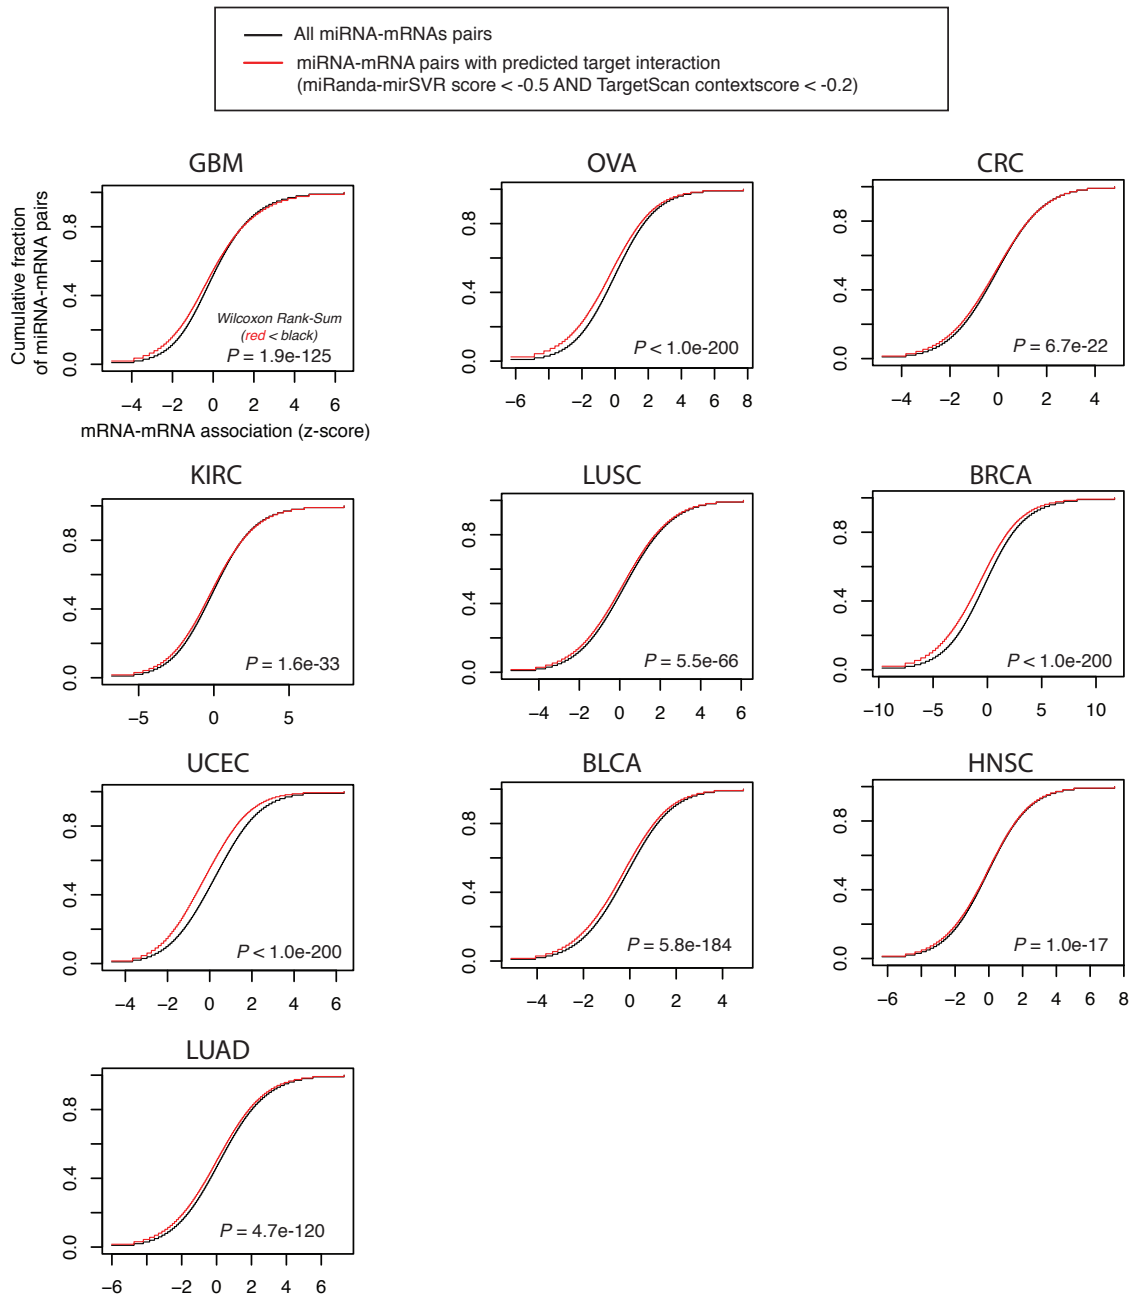 All miRNA-mRNAs pairs
miRNA-mRNA pairs with predicted target interaction
(miRanda-mirSVR score < -0.5 AND TargetScan contextscore < -0.2)
GBM
Cumulative fraction
of miRNA-mRNA pairs
0.0 0.4 0.8
Wilcoxon Rank-Sum
(red < black)
P = 1.9e-125
−4 −2 0 2 4 6
mRNA-mRNA association (z-score)
OVA
0.0 0.4 0.8
P < 1.0e-200
−6 −4 −2 0 2 4 6 8
CRC
0.0 0.4 0.8
P = 6.7e-22
−4 −2 0 2 4
KIRC
0.0 0.4 0.8
P = 1.6e-33
−5 0 5
LUSC
0.0 0.4 0.8
P = 5.5e-66
−4 −2 0 2 4 6
BRCA
0.0 0.4 0.8
P < 1.0e-200
−10 −5 0 5 10
UCEC
0.0 0.4 0.8
P < 1.0e-200
−4 −2 0 2 4 6
BLCA
0.0 0.4 0.8
P = 5.8e-184
−4 −2 0 2 4
HNSC
0.0 0.4 0.8
P = 1.0e-17
−6 −2 0 2 4 6 8
LUAD
0.0 0.4 0.8
P = 4.7e-120
−6 −2 0 2 4 6